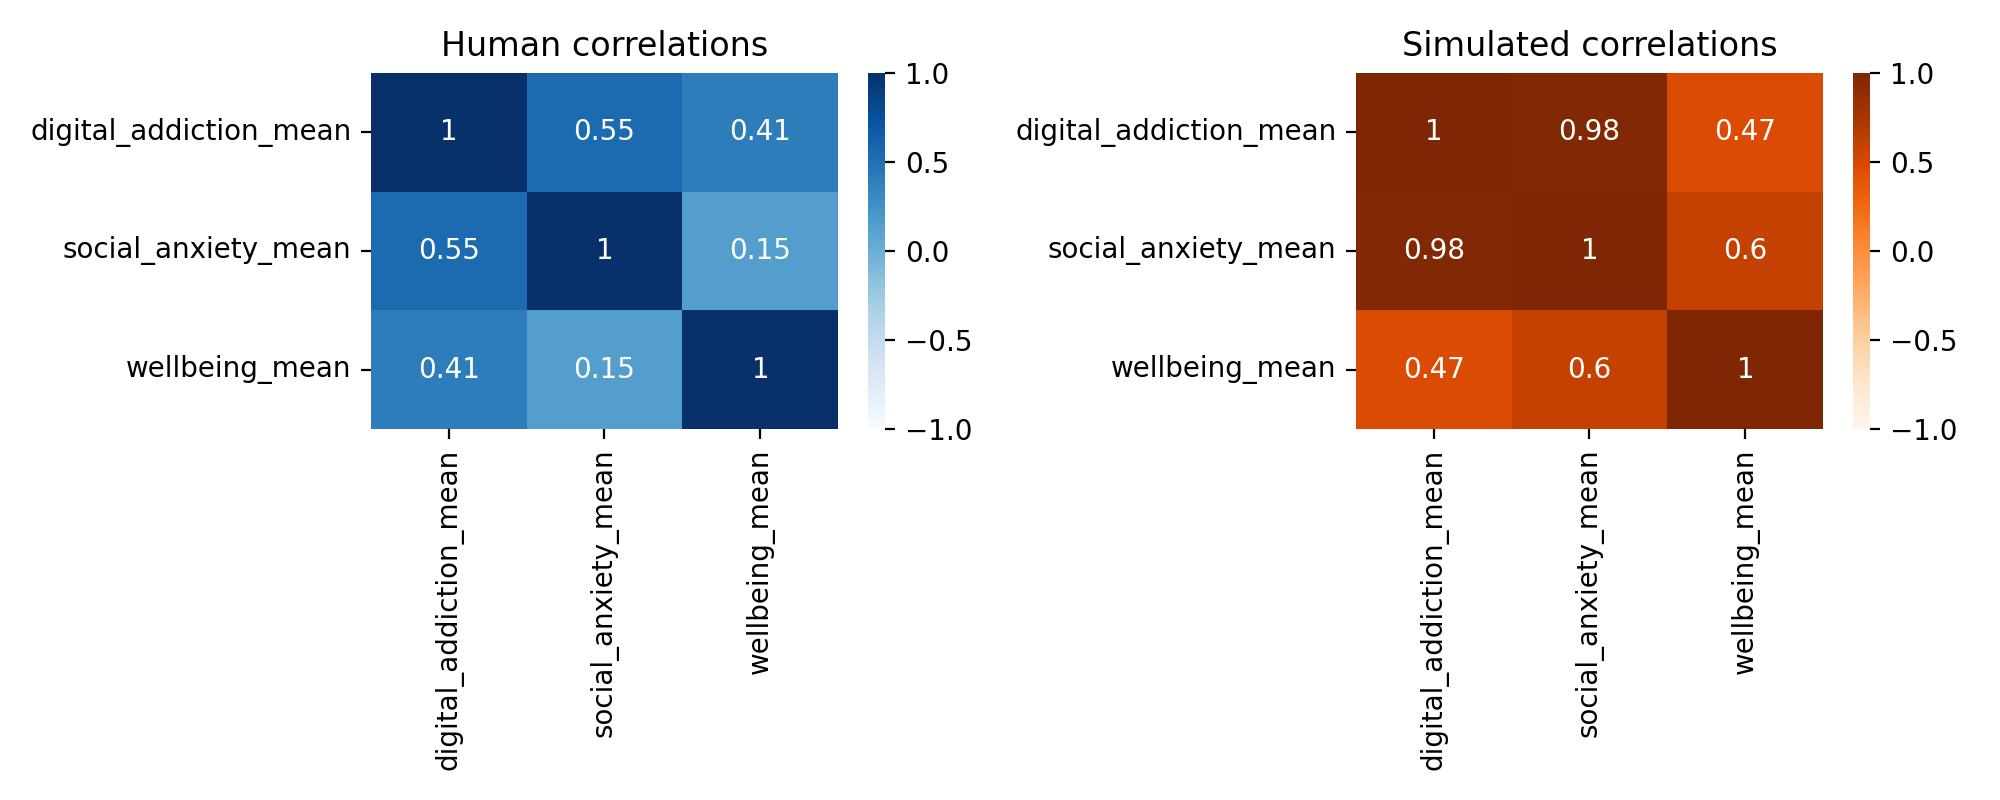 Human correlations
digital_addiction_mean
social_anxiety_mean
wellbeing_mean
1 0.55 0.41
0.55 1 0.15
0.41 0.15 1
1.0
0.5
0.0
−0.5
−1.0
digital_addiction_mean
social_anxiety_mean
wellbeing_mean
Simulated correlations
digital_addiction_mean
social_anxiety_mean
wellbeing_mean
1 0.98 0.47
0.98 1 0.6
0.47 0.6 1
1.0
0.5
0.0
−0.5
−1.0
digital_addiction_mean
social_anxiety_mean
wellbeing_mean